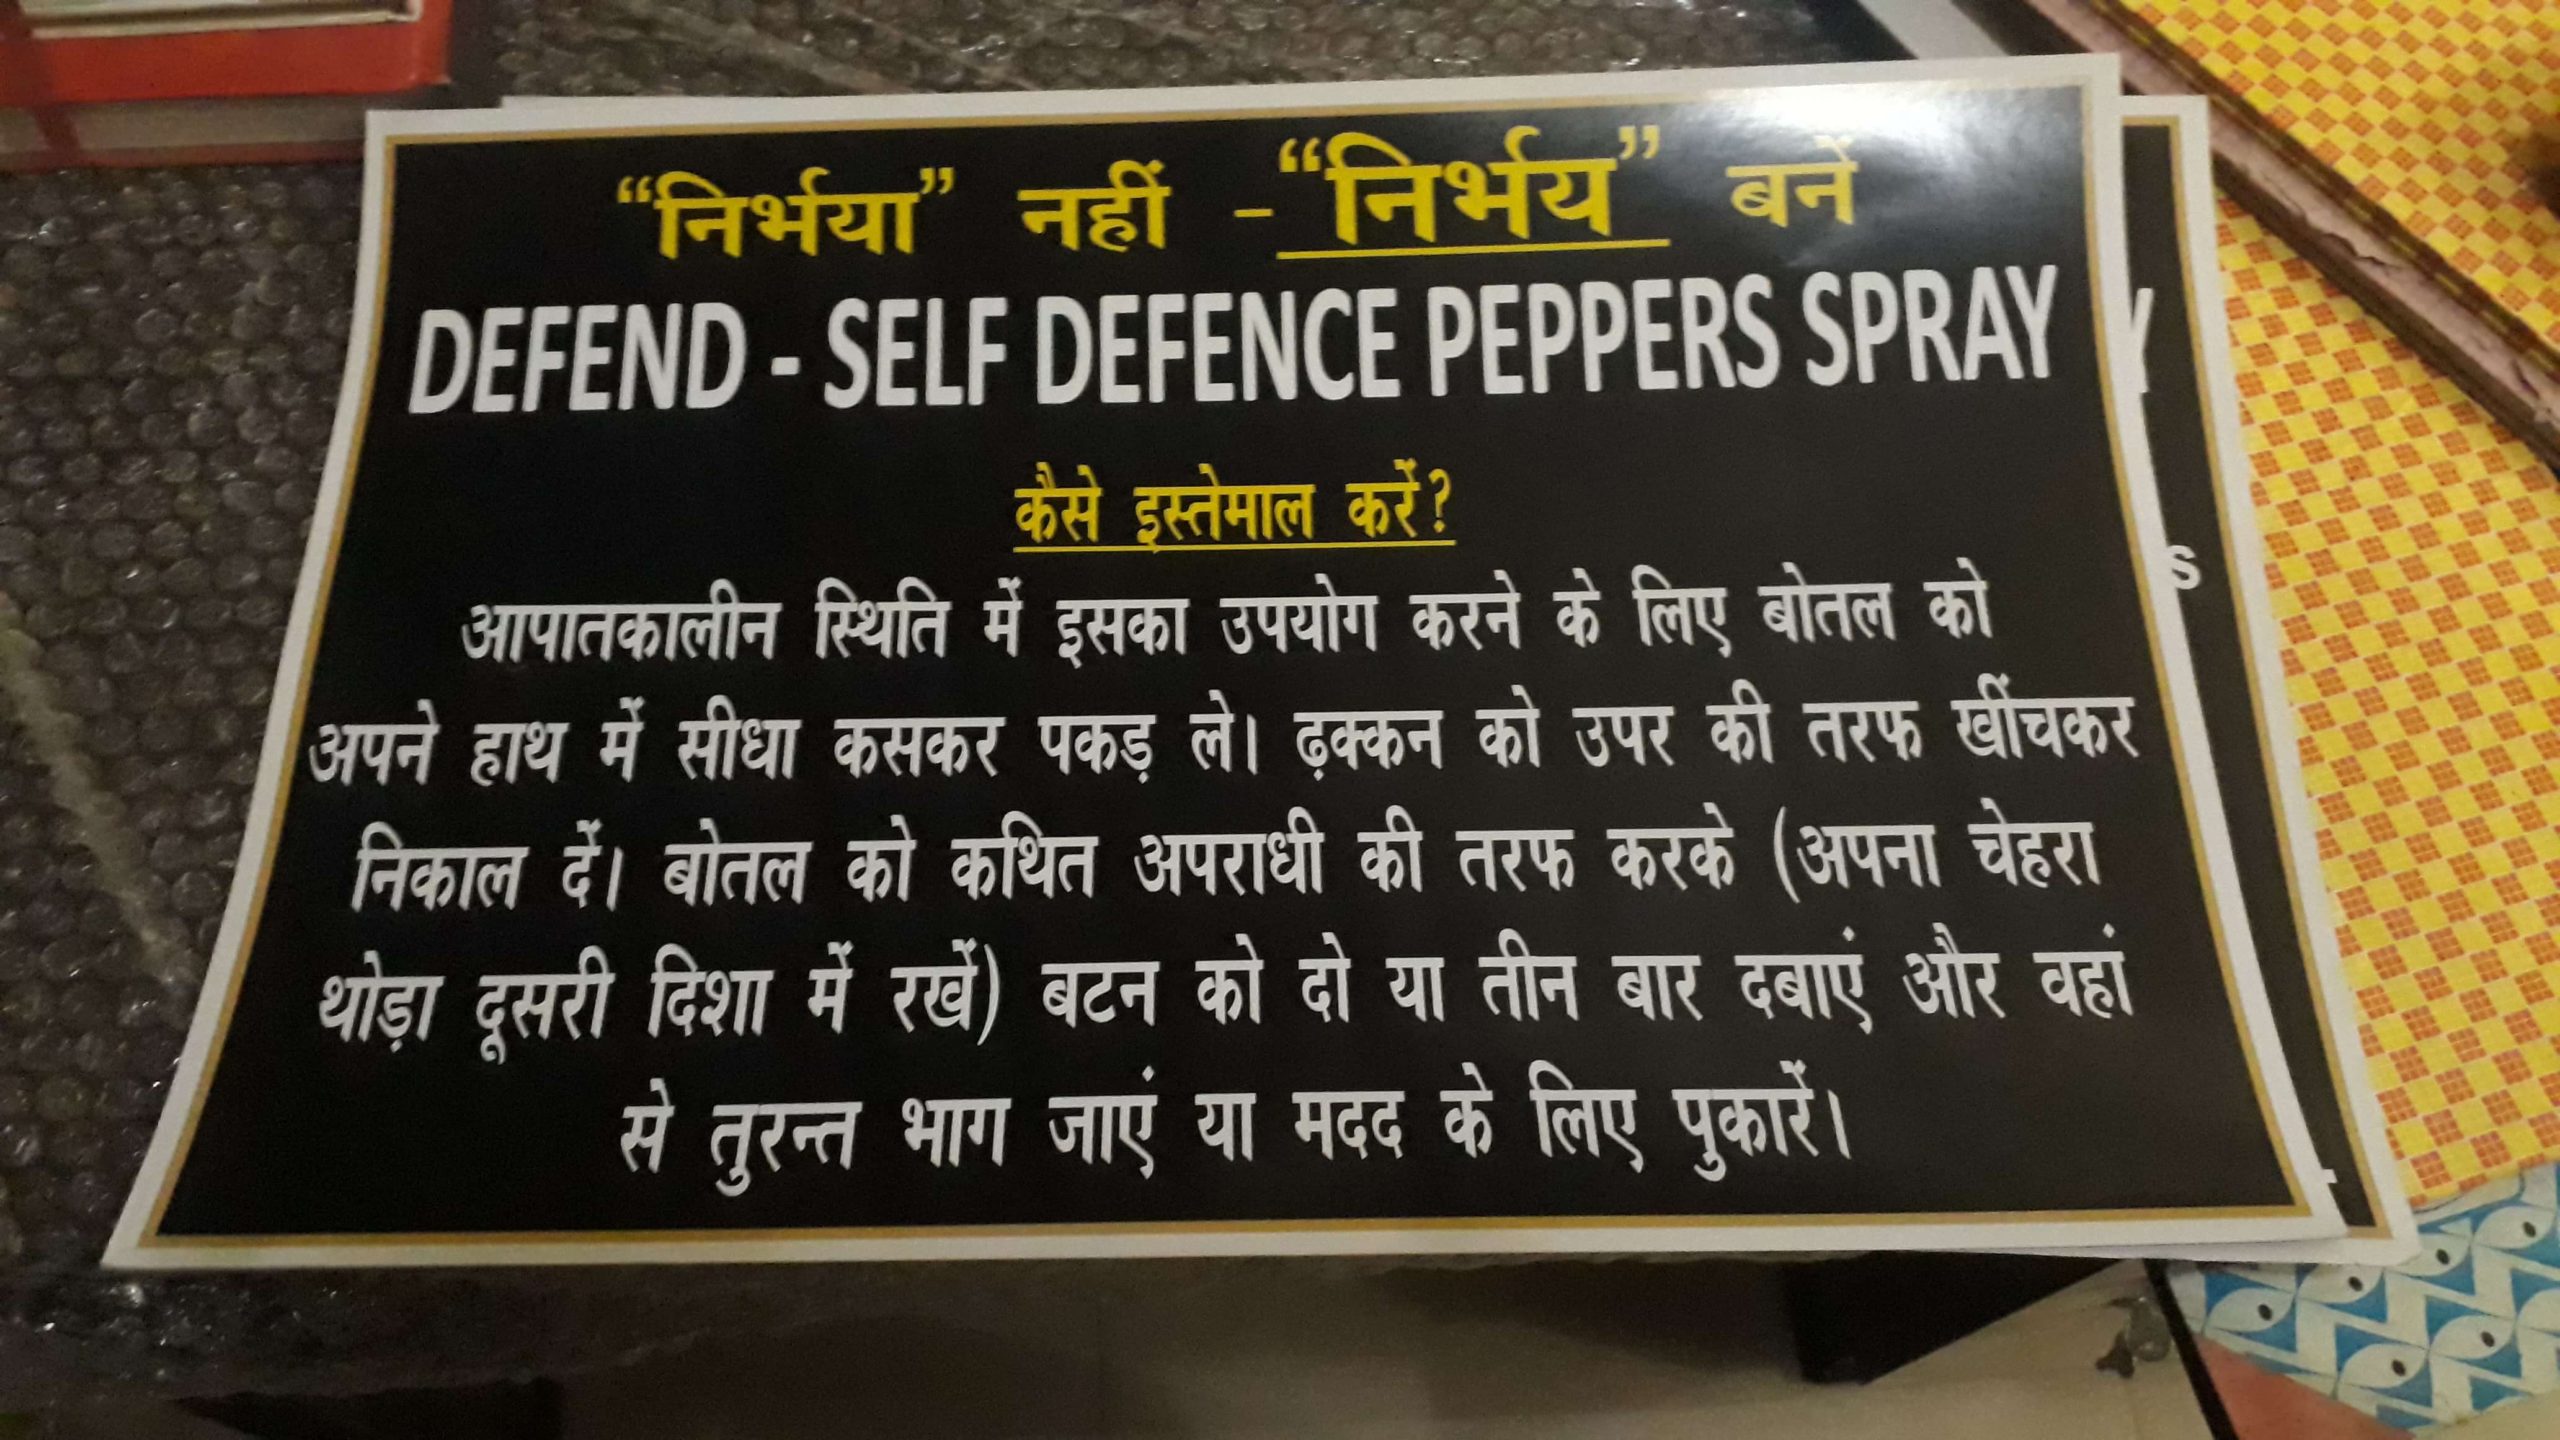 “निर्भया” नहीं - “निर्भय” बनें
DEFEND - SELF DEFENCE PEPPERS SPRAY
कैसे इस्तेमाल करें?
आपातकालीन स्थिति में इसका उपयोग करने के लिए बोतल को
अपने हाथ में सीधा कसकर पकड़ ले। ढ़क्कन को उपर की तरफ खींचकर
निकाल दें। बोतल को कथित अपराधी की तरफ करके (अपना चेहरा
थोड़ा दूसरी दिशा में रखें) बटन को दो या तीन बार दबाएं और वहां
से तुरन्त भाग जाएं या मदद के लिए पुकारें।